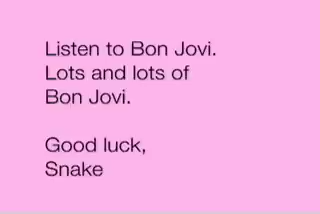 Listen to Bon Jovi.
Lots and lots of
Bon Jovi.
Good luck,
Snake